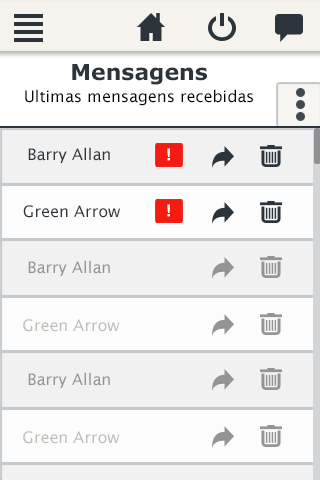 Mensagens
Ultimas mensagens recebidas
Barry Allan !
Green Arrow !
Barry Allan
Green Arrow
Barry Allan
Green Arrow